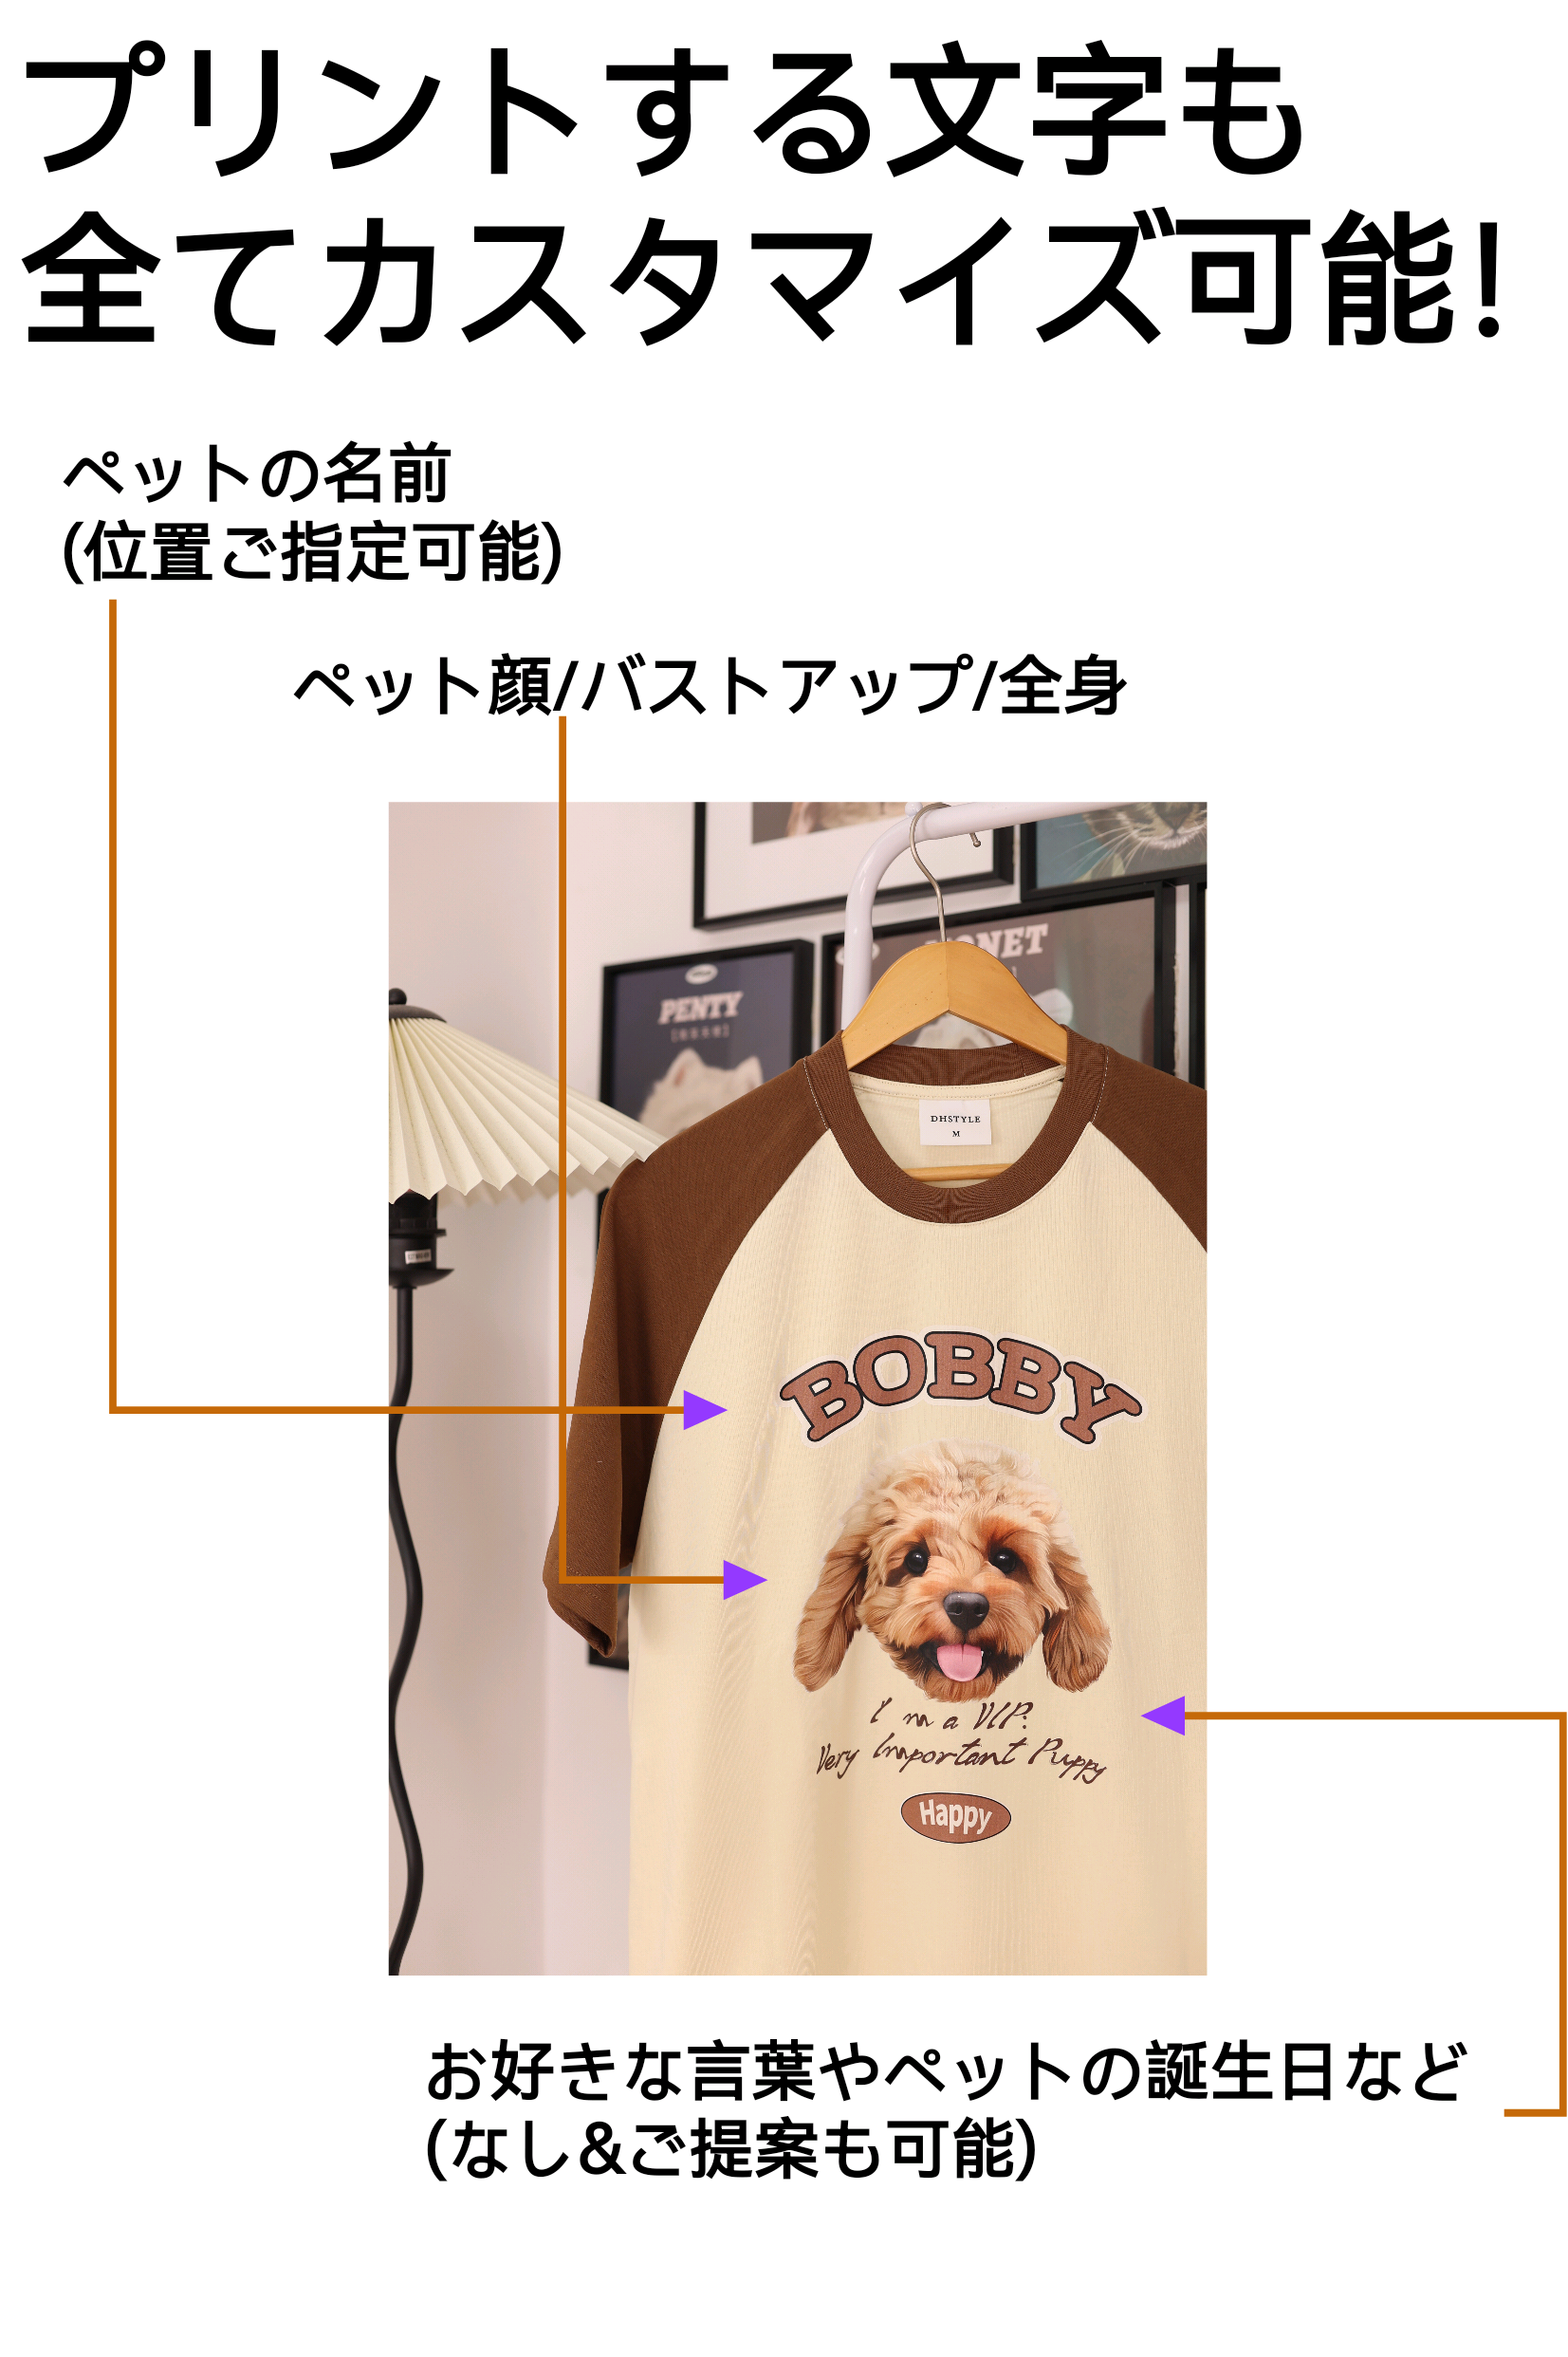 プリントする文字も
全てカスタマイズ可能!
ペットの名前
(位置ご指定可能)
ペット顔/バストアップ/全身
PENTY
DHSTYLE
M
BOBBY
I m a VIP:
Very Important Puppy
Happy
お好きな言葉やペットの誕生日など
(なし&ご提案も可能)